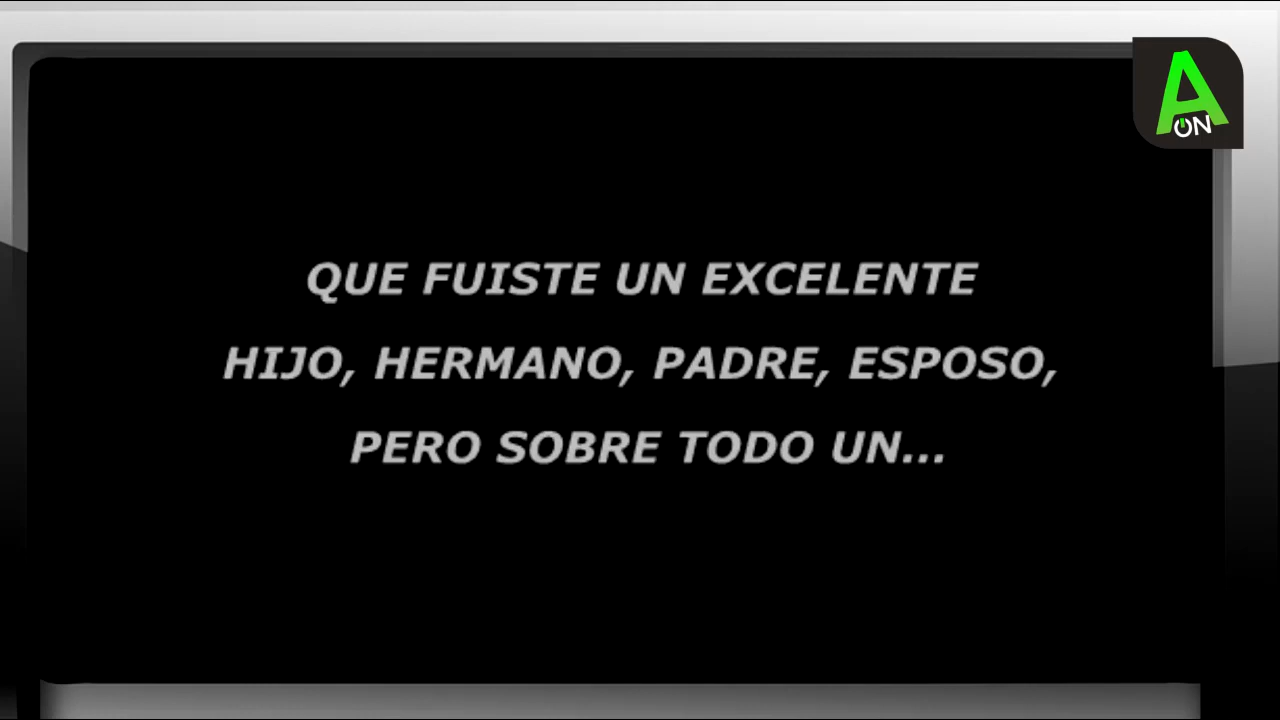 A
ON
QUE FUISTE UN EXCELENTE
HIJO, HERMANO, PADRE, ESPOSO,
PERO SOBRE TODO UN...